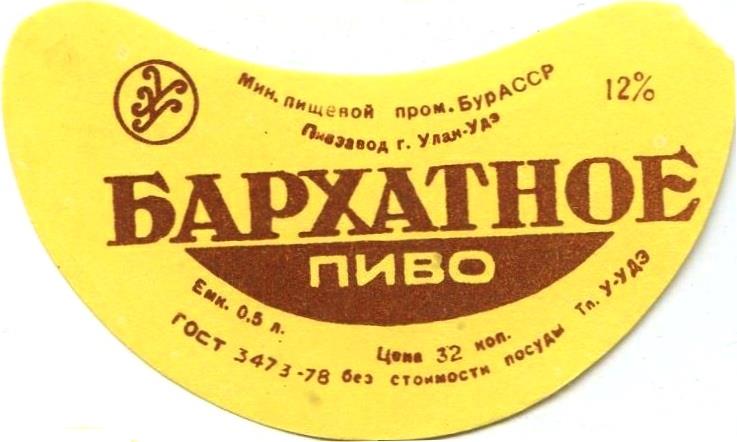 Мин. пищевой пром. БурАССР
Пивзавод г. Улан-Удэ
12%
БАРХАТНОЕ
ПИВО
Емк. 0,5 л.
Цена 32 коп.
ГОСТ 3473-78 без стоимости посуды Тп. У-УДЭ